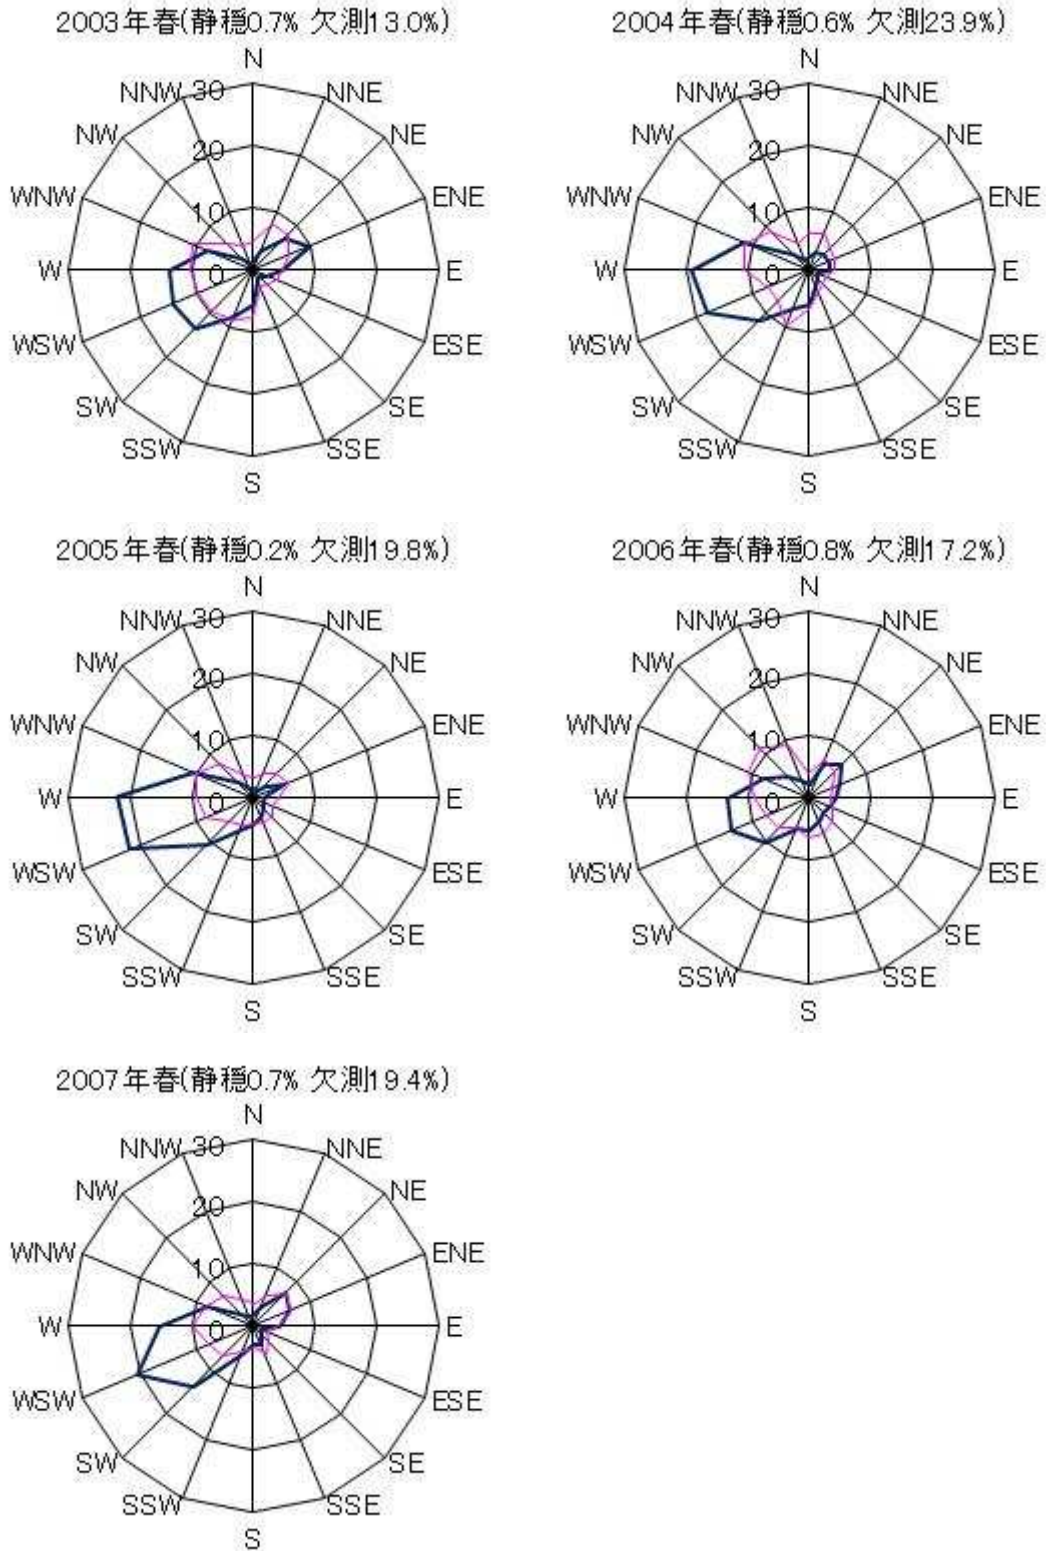 2003年春(静穏0.7% 欠測13.0%)
N
NNW 30 NNE
NW NE
20
WNW ENE
10
W 0 E
WSW ESE
SW SE
SSW SSE
S
2004年春(静穏0.6% 欠測23.9%)
N
NNW 30 NNE
NW NE
20
WNW ENE
10
W 0 E
WSW ESE
SW SE
SSW SSE
S
2005年春(静穏0.2% 欠測19.8%)
N
NNW 30 NNE
NW NE
20
WNW ENE
10
W 0 E
WSW ESE
SW SE
SSW SSE
S
2006年春(静穏0.8% 欠測17.2%)
N
NNW 30 NNE
NW NE
20
WNW ENE
10
W 0 E
WSW ESE
SW SE
SSW SSE
S
2007年春(静穏0.7% 欠測19.4%)
N
NNW 30 NNE
NW NE
20
WNW ENE
10
W 0 E
WSW ESE
SW SE
SSW SSE
S